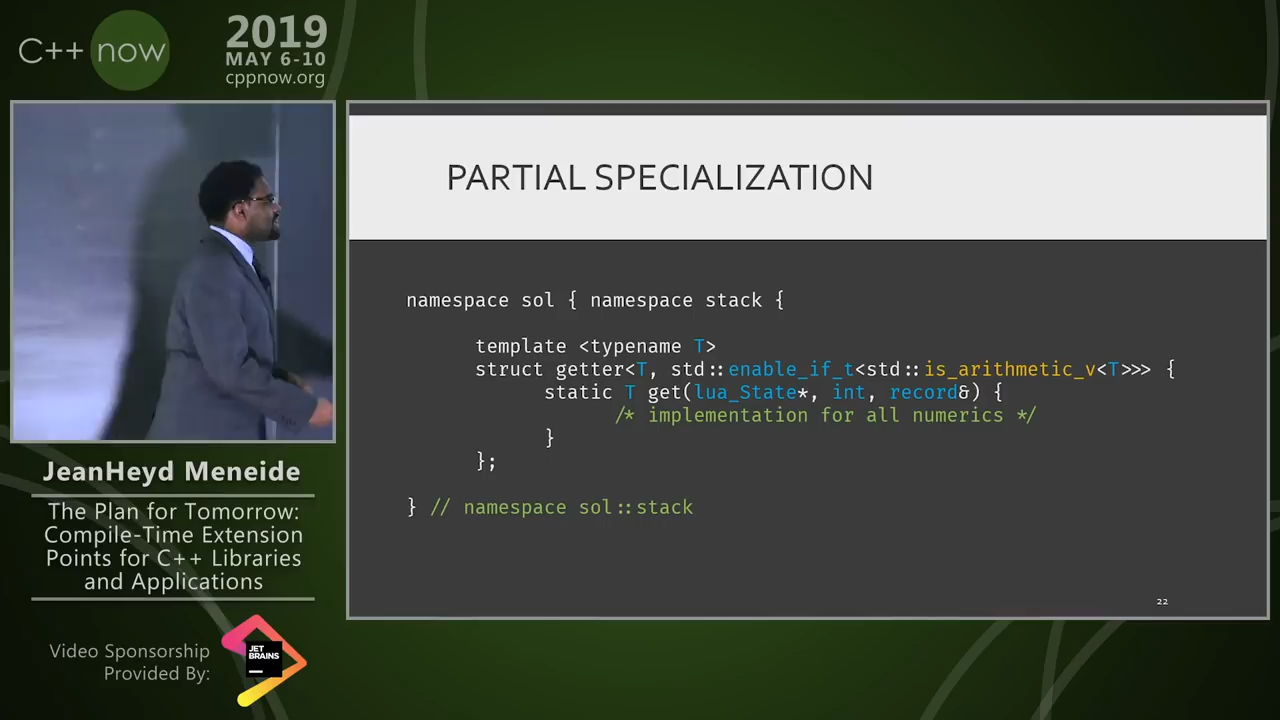 C++ now
2019
MAY 6-10
cppnow.org
PARTIAL SPECIALIZATION
namespace sol { namespace stack {
template <typename T>
struct getter<T, std::enable_if_t<std::is_arithmetic_v<T>>> {
static T get(lua_State*, int, record&) {
/* implementation for all numerics */
}
};
} // namespace sol::stack
22
JeanHeyd Meneide
The Plan for Tomorrow:
Compile-Time Extension
Points for C++ Libraries
and Applications
Video Sponsorship
Provided By:
JET
BRAINS